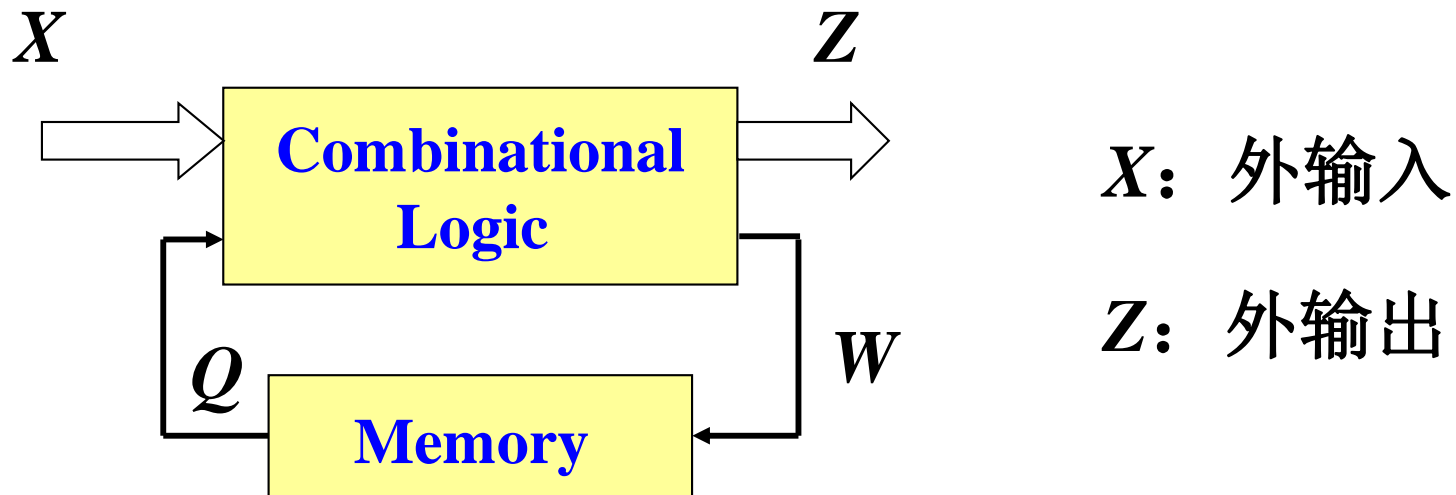 X
Z
Combinational
Logic
Q
W
Memory
X：外输入
Z：外输出